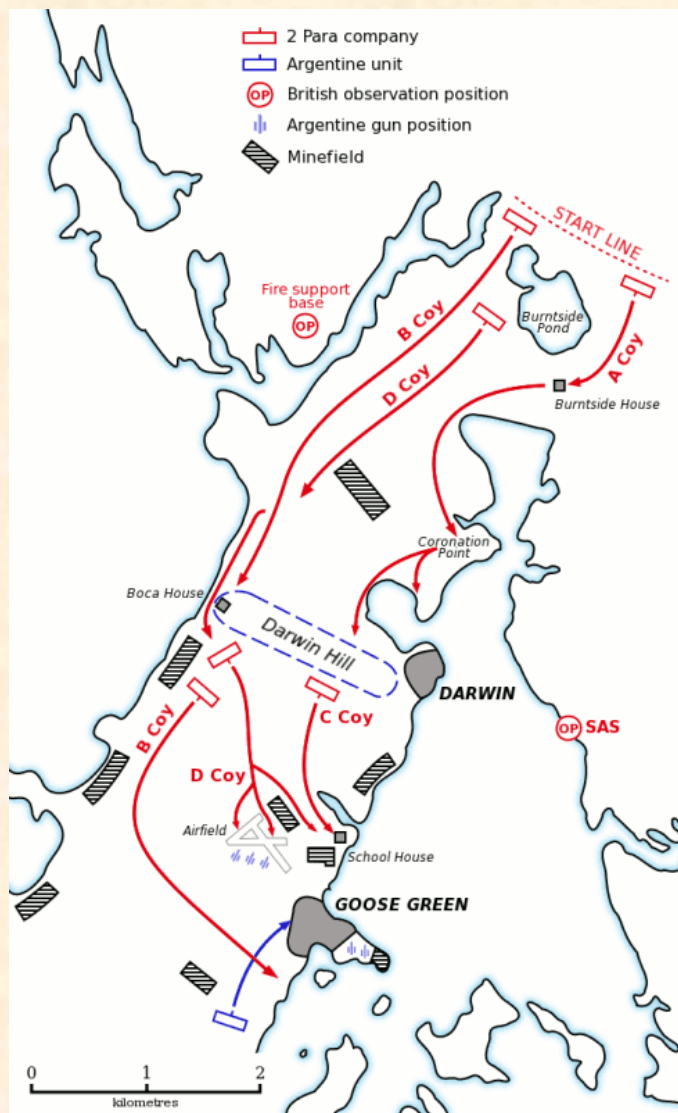 2 Para company
Argentine unit
OP
British observation position
Argentine gun position
Minefield
START LINE
Fire support
base
OP
B Coy
Burntside
Pond
A Coy
D Coy
Burntside House
Coronation
Point
Boca House
Darwin Hill
DARWIN
C Coy
B Coy
OP
SAS
D Coy
Airfield
School House
GOOSE GREEN
0
1
2
kilometres